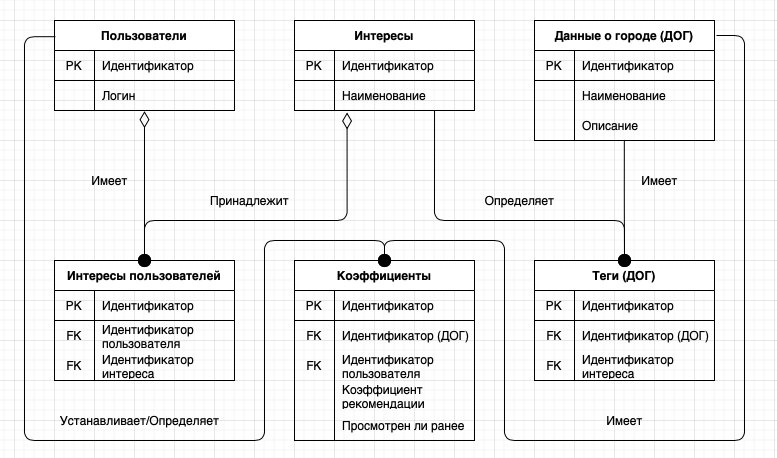 Пользователи
PK Идентификатор
Логин
Интересы
PK Идентификатор
Наименование
Данные о городе (ДОГ)
PK Идентификатор
Наименование
Описание
Имеет
Принадлежит
Определяет
Имеет
Интересы пользователей
PK Идентификатор
FK Идентификатор
пользователя
FK Идентификатор
интереса
Коэффициенты
PK Идентификатор
FK Идентификатор (ДОГ)
FK Идентификатор
пользователя
Коэффициент
рекомендации
Просмотрен ли ранее
Теги (ДОГ)
PK Идентификатор
FK Идентификатор (ДОГ)
FK Идентификатор
интереса
Устанавливает/Определяет
Имеет